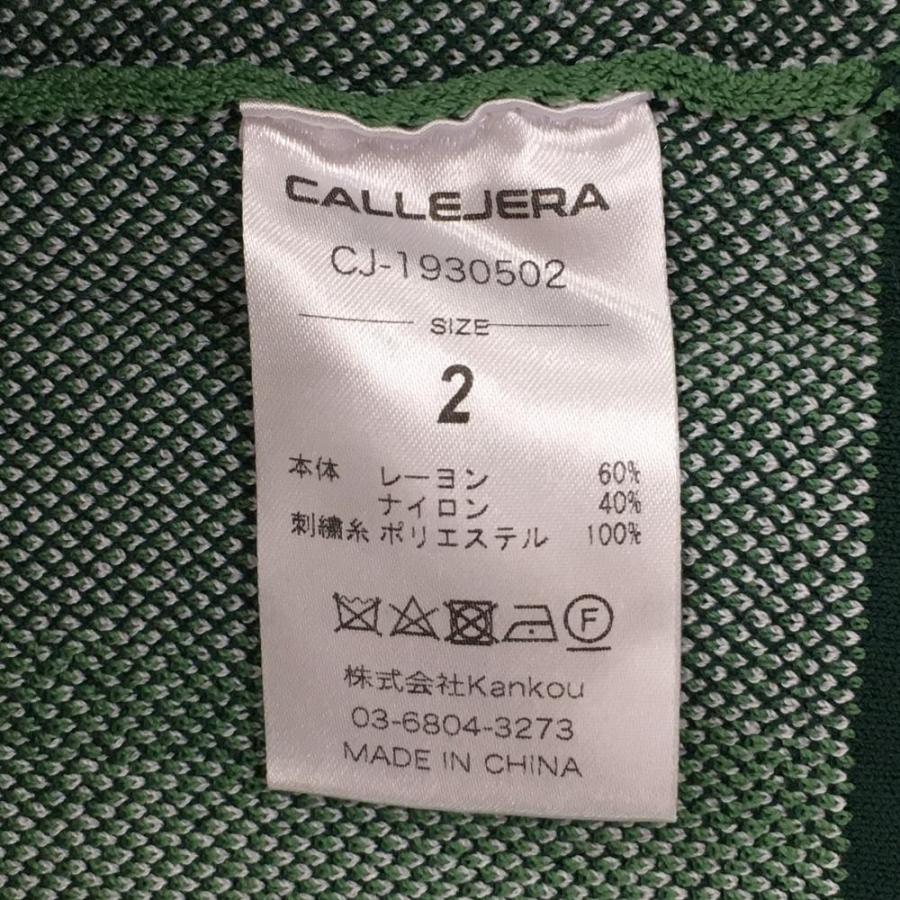 CALLEJERA
CJ-1930502
SIZE
2
本体 レーヨン 60%
ナイロン 40%
刺繍糸 ポリエステル 100%
F
株式会社Kankou
03-6804-3273
MADE IN CHINA